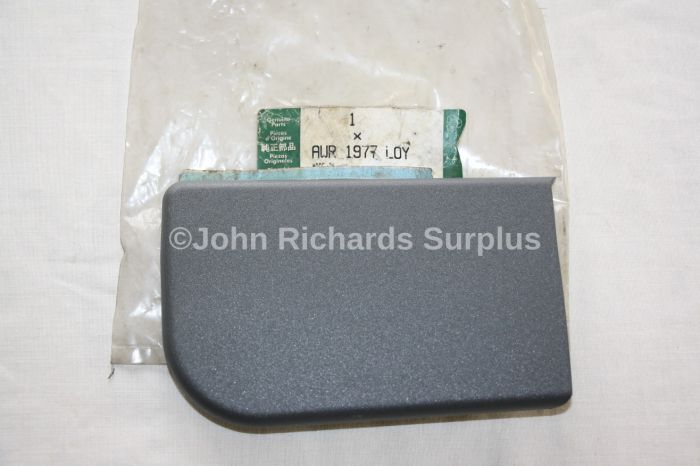 Genuine
Parts
Pièces
d'Origine
純正部品
Piezas
Originales
1
×
AWR 1977 LOY
©John Richards Surplus